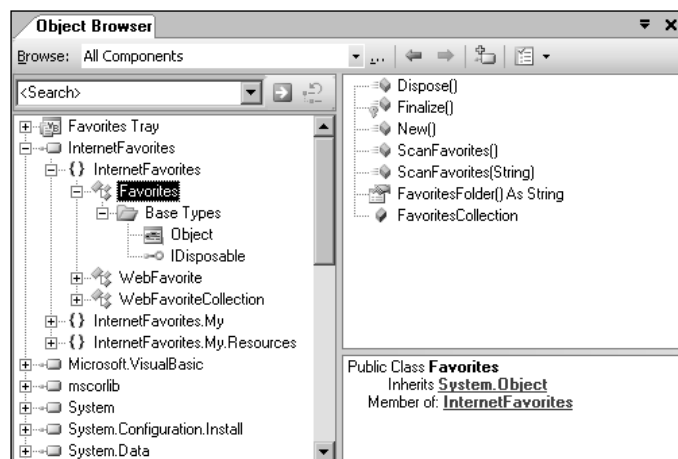 Object Browser
Browse: All Components
...
<Search>
Favorites Tray
InternetFavorites
{} InternetFavorites
Favorites
Base Types
Object
IDisposable
WebFavorite
WebFavoriteCollection
{} InternetFavorites.My
{} InternetFavorites.My.Resources
Microsoft.VisualBasic
mscorlib
System
System.Configuration.Install
System.Data
Dispose()
Finalize()
New()
ScanFavorites()
ScanFavorites(String)
FavoritesFolder() As String
FavoritesCollection
Public Class Favorites
Inherits System.Object
Member of: InternetFavorites